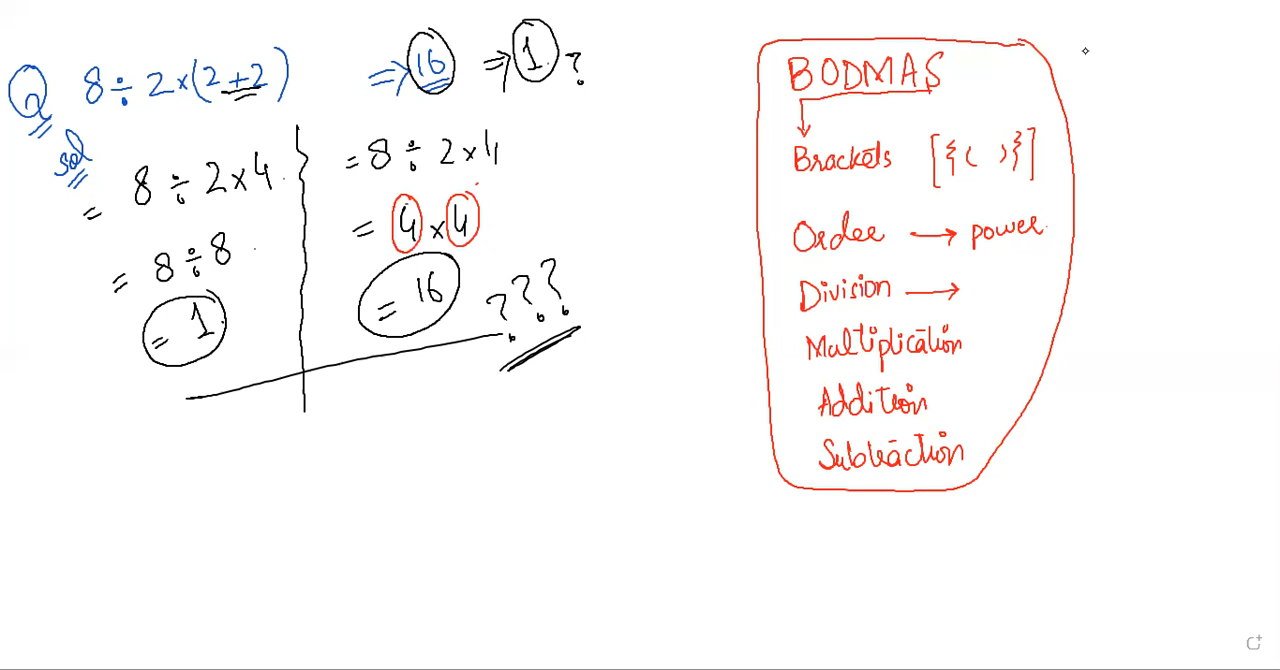 Q 8 ÷ 2 × (2 + 2) ⇒ 16 ⇒ 1 ?
Sol
= 8 ÷ 2 × 4
= 8 ÷ 8
= 1
= 8 ÷ 2 × 4
= 4 × 4
= 16
? ? ?
BODMAS
Brackets [{( )}]
Order → power
Division →
Multiplication
Addition
Subtraction